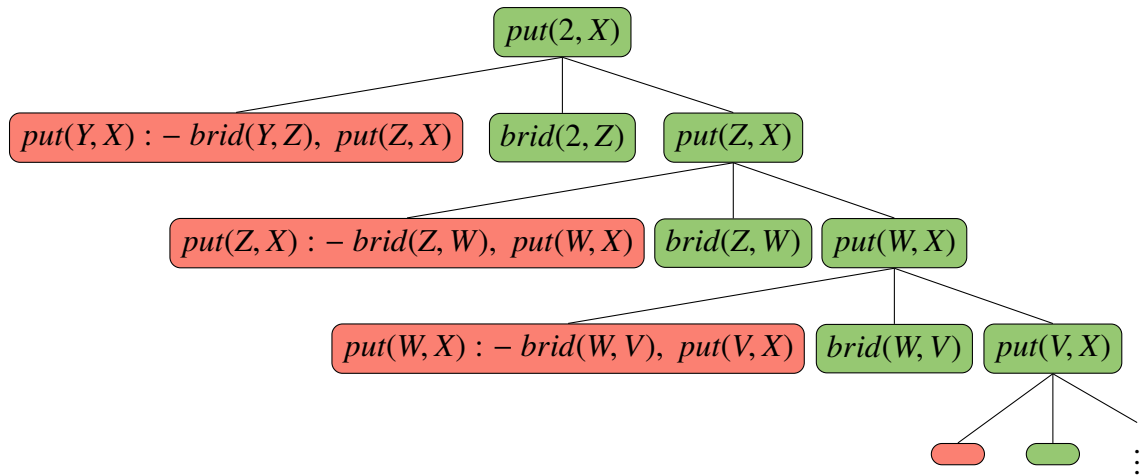 put(2, X)
put(Y, X) : − brid(Y, Z), put(Z, X)
brid(2, Z)
put(Z, X)
put(Z, X) : − brid(Z, W), put(W, X)
brid(Z, W)
put(W, X)
put(W, X) : − brid(W, V), put(V, X)
brid(W, V)
put(V, X)
⋮